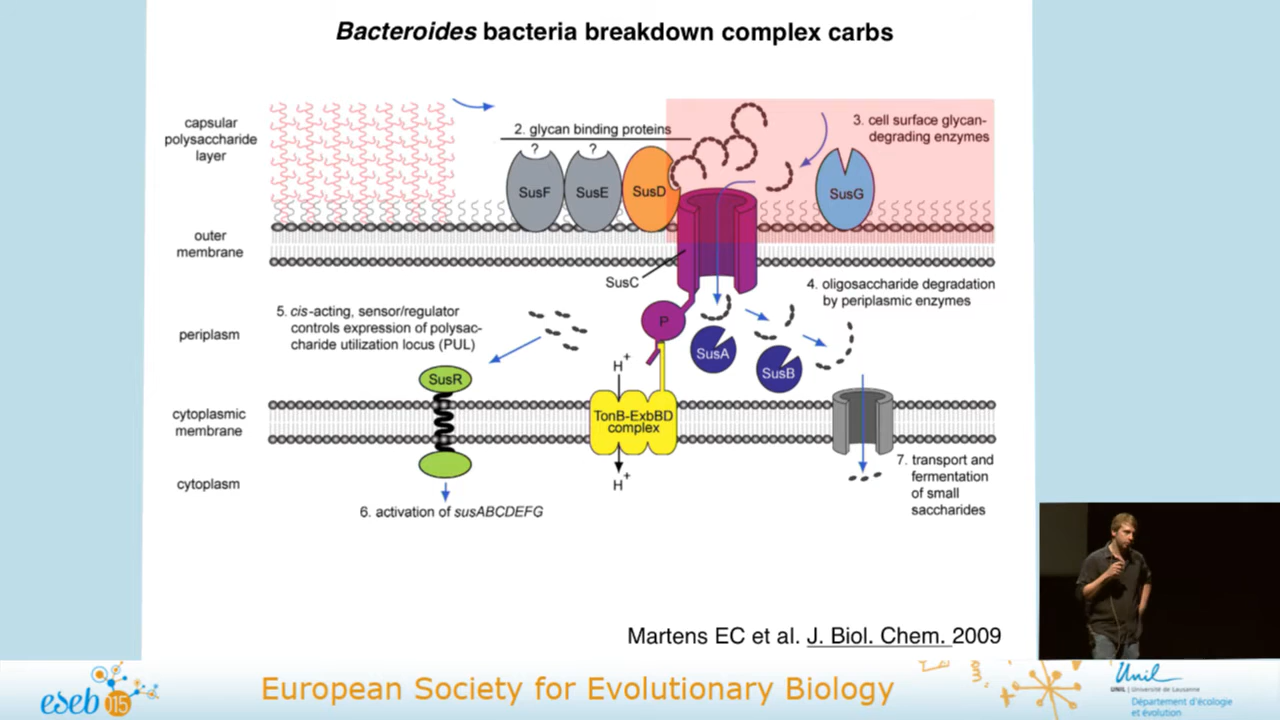 Bacteroides bacteria breakdown complex carbs
capsular
polysaccharide
layer
2. glycan binding proteins
3. cell surface glycan-
degrading enzymes
?
?
SusF
SusE
SusD
SusG
outer
membrane
SusC
4. oligosaccharide degradation
by periplasmic enzymes
5. cis-acting, sensor/regulator
controls expression of polysac-
charide utilization locus (PUL)
periplasm
P
SusA
SusB
H+
SusR
cytoplasmic
membrane
TonB-ExbBD
complex
7. transport and
fermentation
of small
saccharides
cytoplasm
H+
6. activation of susABCDEFG
Martens EC et al. J. Biol. Chem. 2009
eseb 15
European Society for Evolutionary Biology
Unil
UNIL | Université de Lausanne
Département d'écologie
et évolution